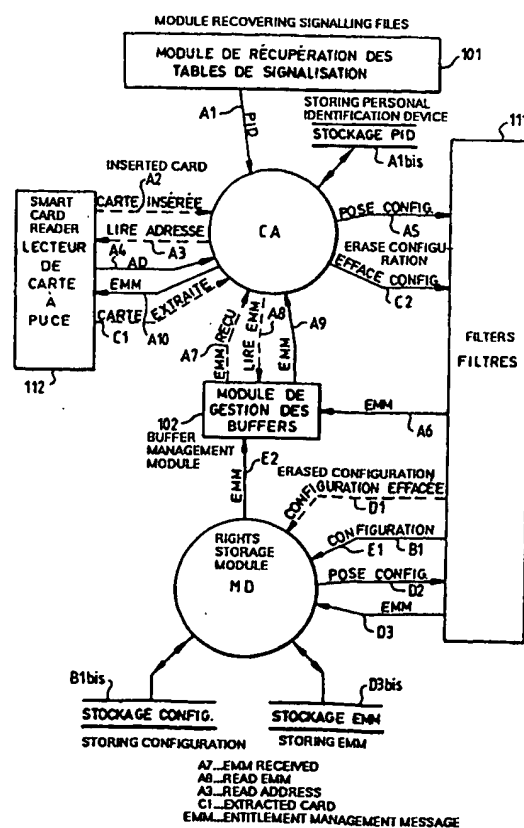 MODULE RECOVERING SIGNALLING FILES
MODULE DE RÉCUPÉRATION DES
TABLES DE SIGNALISATION
101
A1
PID
STORING PERSONAL
IDENTIFICATION DEVICE
STOCKAGE PID
A1bis
111
INSERTED CARD
A2
CARTE INSÉRÉE
SMART
CARD
READER
LECTEUR
DE
CARTE
À
PUCE
112
LIRE ADRESSE
A3
A4
AD
EMM
A10
CARTE EXTRAITE
C1
CA
POSE CONFIG.
A5
ERASE CONFIGU-
RATION
EFFACE CONFIG.
C2
FILTERS
FILTRES
A7
EMM REÇU
LIRE EMM
A8
EMM
A9
102
MODULE DE
GESTION DES
BUFFERS
BUFFER
MANAGEMENT
MODULE
EMM
A6
EMM
E2
ERASED CONFIGURATION
CONFIGURATION EFFACÉE
D1
CONFIGURATION
E1
B1
RIGHTS
STORAGE
MODULE
MD
POSE CONFIG.
D2
EMM
D3
B1bis
STOCKAGE CONFIG.
STORING CONFIGURATION
D3bis
STOCKAGE EMM
STORING EMM
A7...EMM RECEIVED
A8...READ EMM
A3...READ ADDRESS
C1...EXTRACTED CARD
EMM...ENTITLEMENT MANAGEMENT MESSAGE